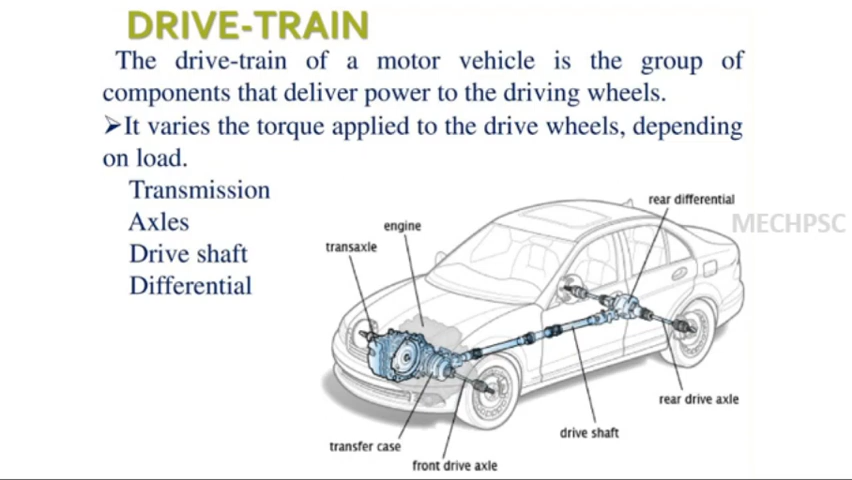 DRIVE-TRAIN
The drive-train of a motor vehicle is the group of
components that deliver power to the driving wheels.
➢It varies the torque applied to the drive wheels, depending
on load.
Transmission
Axles
Drive shaft
Differential
rear differential
MECHPSC
engine
transaxle
rear drive axle
drive shaft
transfer case
front drive axle